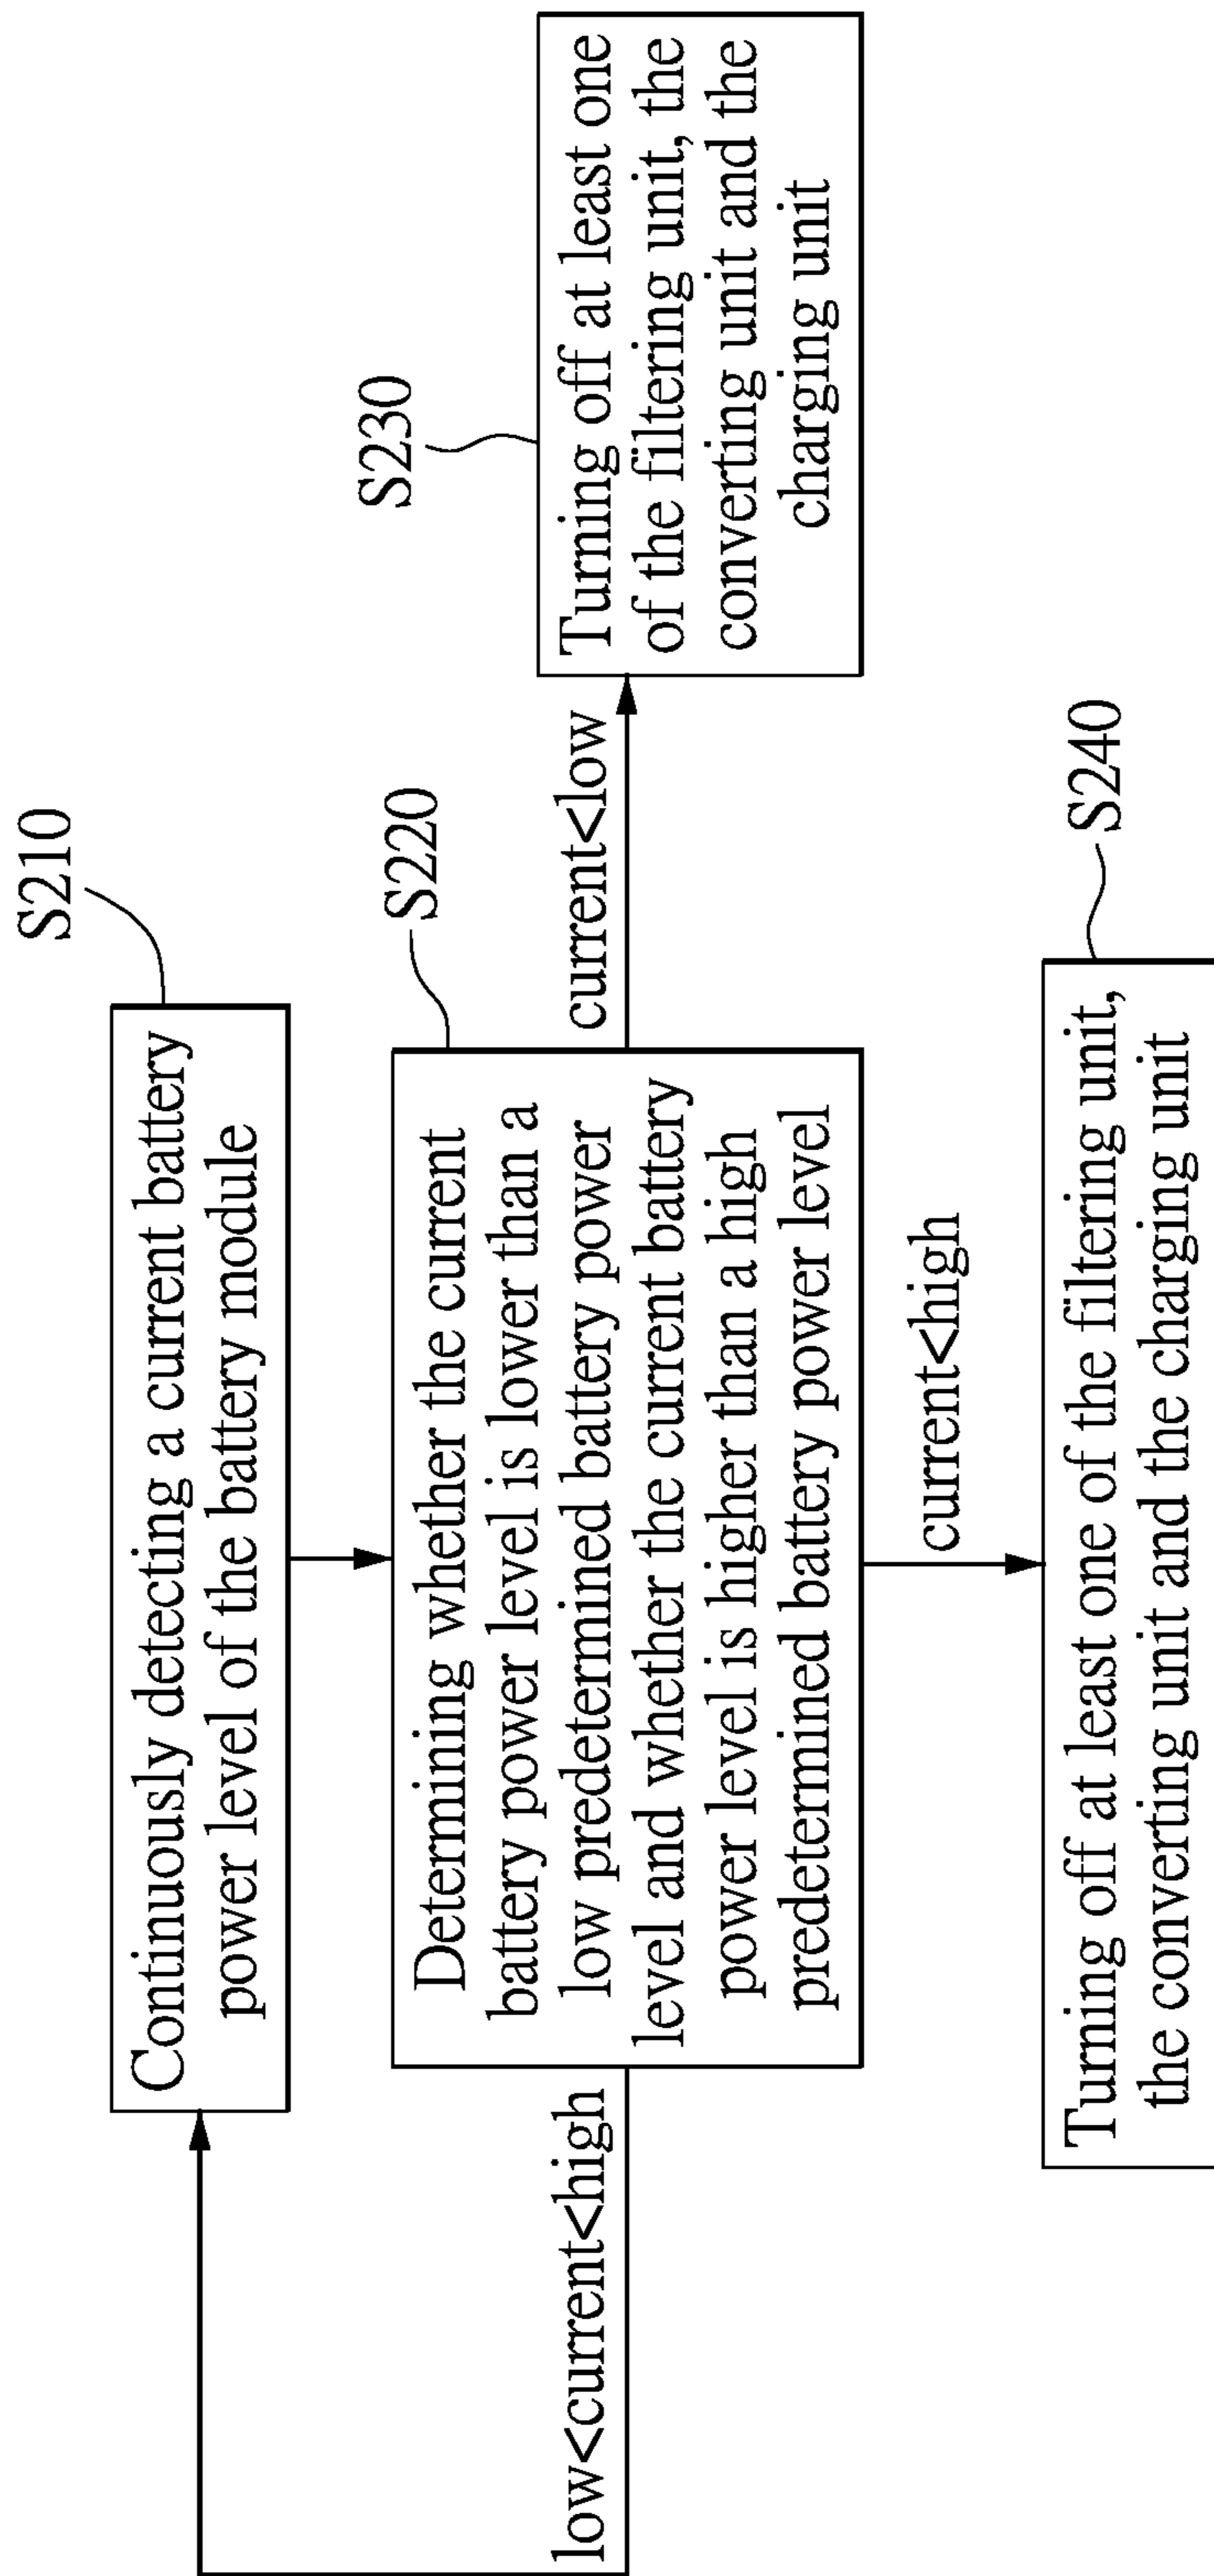 S210
Continuously detecting a current battery
power level of the battery module
S220
Determining whether the current
battery power level is lower than a
low predetermined battery power
level and whether the current battery
power level is higher than a high
predetermined battery power level
low<current<high
current<low
S230
Turning off at least one
of the filtering unit, the
converting unit and the
charging unit
current<high
S240
Turning off at least one of the filtering unit,
the converting unit and the charging unit